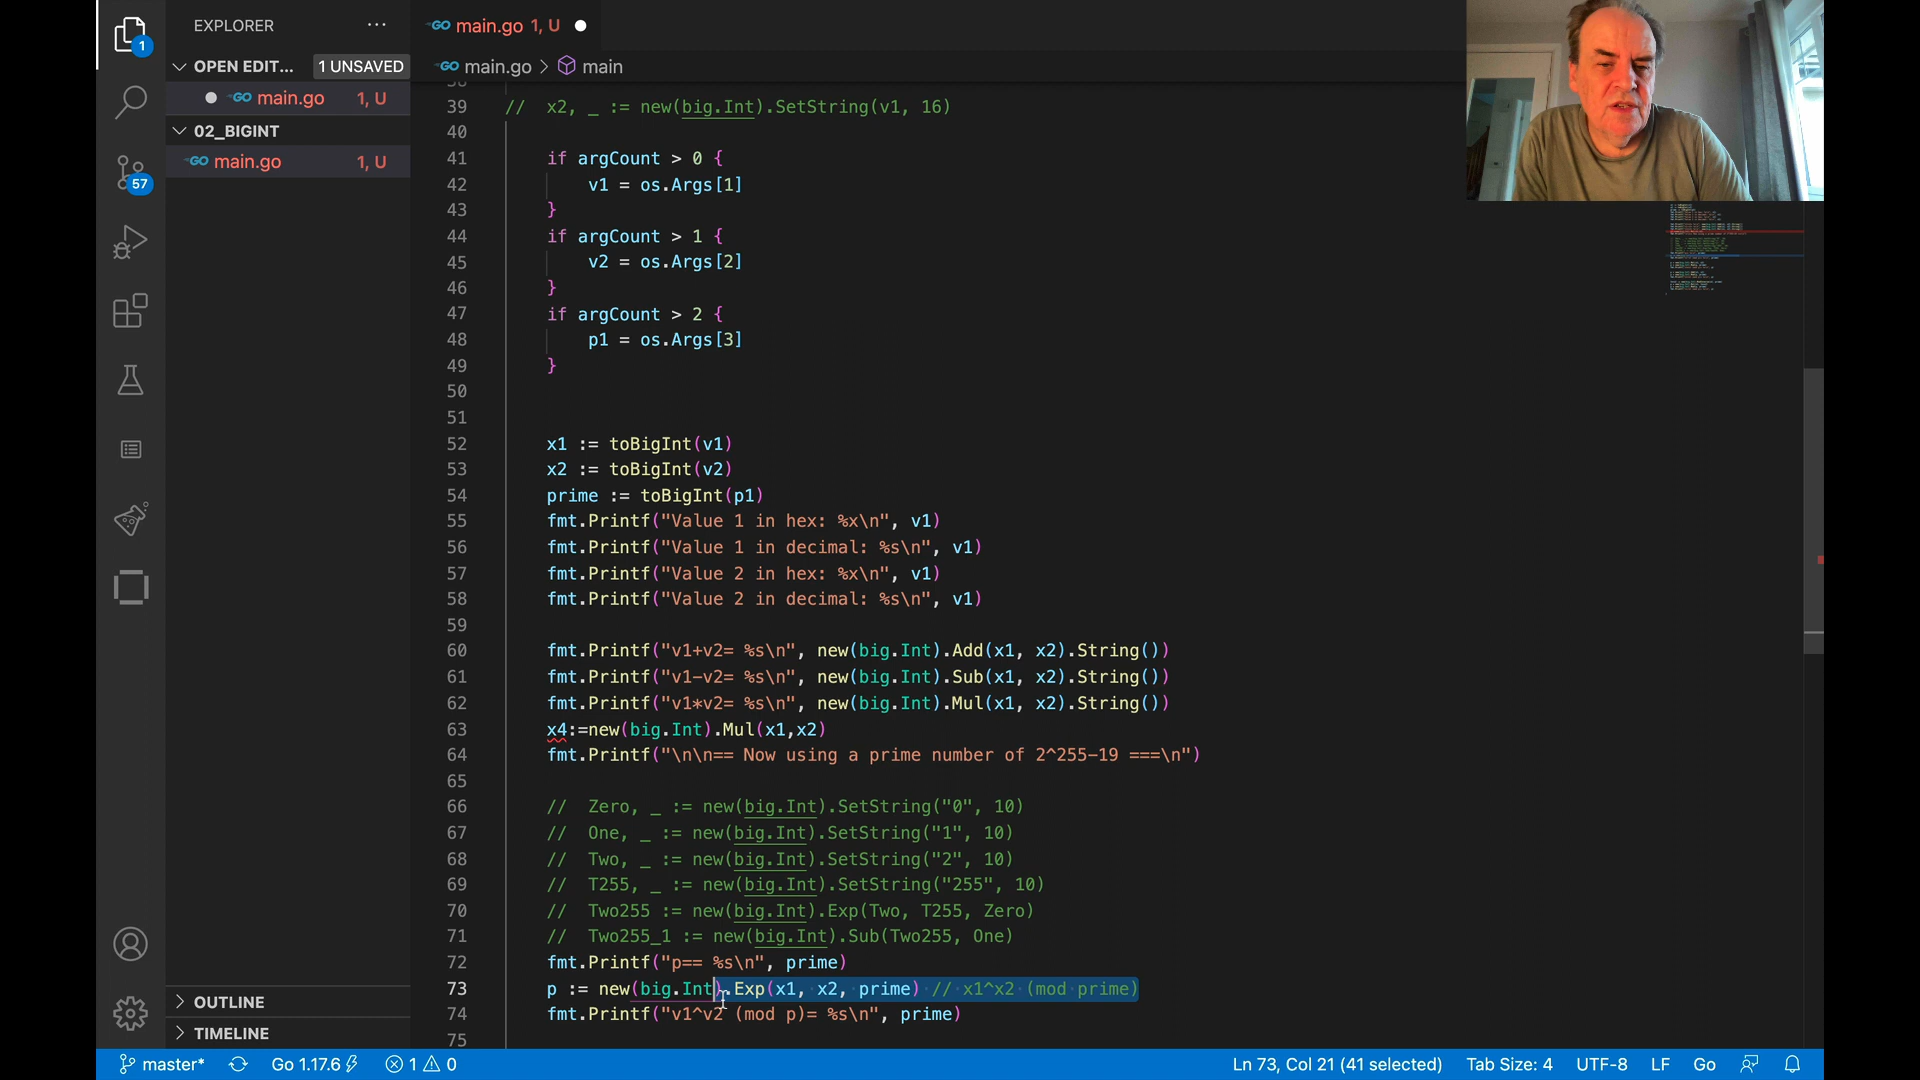 EXPLORER
OPEN EDIT... 1 UNSAVED
GO main.go 1, U
02_BIGINT
GO main.go 1, U
OUTLINE
TIMELINE
1
57
GO main.go 1, U
GO main.go > main
39 // x2, _ := new(big.Int).SetString(v1, 16)
40
41 if argCount > 0 {
42 v1 = os.Args[1]
43 }
44 if argCount > 1 {
45 v2 = os.Args[2]
46 }
47 if argCount > 2 {
48 p1 = os.Args[3]
49 }
50
51
52 x1 := toBigInt(v1)
53 x2 := toBigInt(v2)
54 prime := toBigInt(p1)
55 fmt.Printf("Value 1 in hex: %x\n", v1)
56 fmt.Printf("Value 1 in decimal: %s\n", v1)
57 fmt.Printf("Value 2 in hex: %x\n", v1)
58 fmt.Printf("Value 2 in decimal: %s\n", v1)
59
60 fmt.Printf("v1+v2= %s\n", new(big.Int).Add(x1, x2).String())
61 fmt.Printf("v1-v2= %s\n", new(big.Int).Sub(x1, x2).String())
62 fmt.Printf("v1*v2= %s\n", new(big.Int).Mul(x1, x2).String())
63 x4:=new(big.Int).Mul(x1,x2)
64 fmt.Printf("\n\n== Now using a prime number of 2^255-19 ===\n")
65
66 // Zero, _ := new(big.Int).SetString("0", 10)
67 // One, _ := new(big.Int).SetString("1", 10)
68 // Two, _ := new(big.Int).SetString("2", 10)
69 // T255, _ := new(big.Int).SetString("255", 10)
70 // Two255 := new(big.Int).Exp(Two, T255, Zero)
71 // Two255_1 := new(big.Int).Sub(Two255, One)
72 fmt.Printf("p== %s\n", prime)
73 p := new(big.Int).Exp(x1, x2, prime) // x1^x2 (mod prime)
74 fmt.Printf("v1^v2 (mod p)= %s\n", prime)
75
master* Go 1.17.6 1 0 Ln 73, Col 21 (41 selected) Tab Size: 4 UTF-8 LF Go